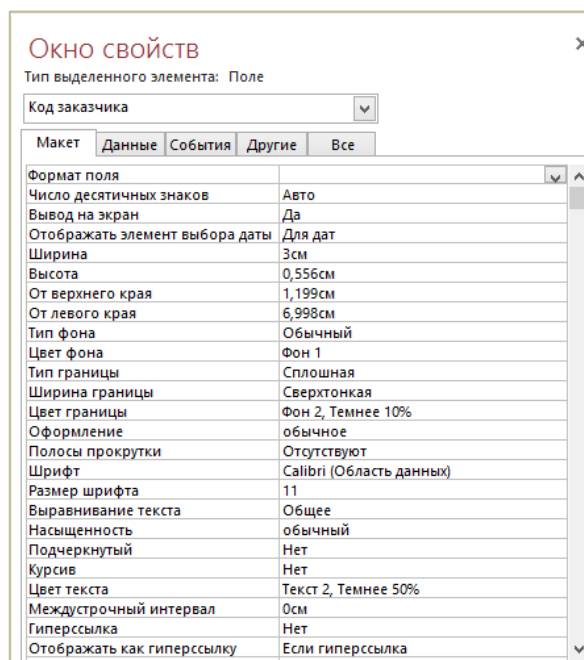 Окно свойств
Тип выделенного элемента: Поле
Код заказчика
Макет Данные События Другие Все
Формат поля
Число десятичных знаков Авто
Вывод на экран Да
Отображать элемент выбора даты Для дат
Ширина 3см
Высота 0,556см
От верхнего края 1,199см
От левого края 6,998см
Тип фона Обычный
Цвет фона Фон 1
Тип границы Сплошная
Ширина границы Сверхтонкая
Цвет границы Фон 2, Темнее 10%
Оформление обычное
Полосы прокрутки Отсутствуют
Шрифт Calibri (Область данных)
Размер шрифта 11
Выравнивание текста Общее
Насыщенность обычный
Подчеркнутый Нет
Курсив Нет
Цвет текста Текст 2, Темнее 50%
Междустрочный интервал 0см
Гиперссылка Нет
Отображать как гиперссылку Если гиперссылка